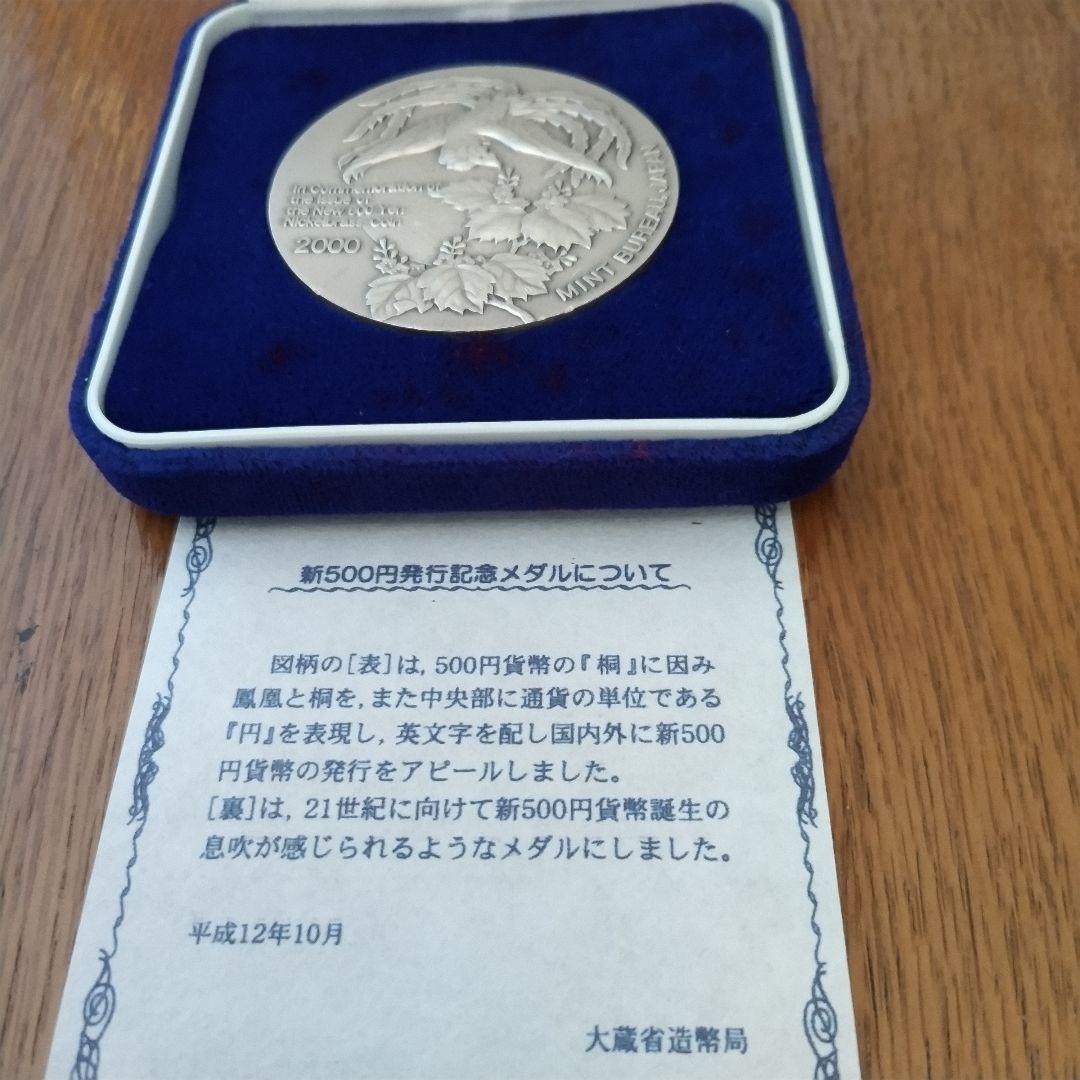 In Commemoration of
the Issue of
the New 500 Yen
Nickelbrass Coin
2000
MINT BUREAU, JAPAN
新500円発行記念メダルについて
図柄の[表]は,500円貨幣の『桐』に因み
鳳凰と桐を,また中央部に通貨の単位である
『円』を表現し,英文字を配し国内外に新500
円貨幣の発行をアピールしました。
[裏]は,21世紀に向けて新500円貨幣誕生の
息吹が感じられるようなメダルにしました。
平成12年10月
大蔵省造幣局